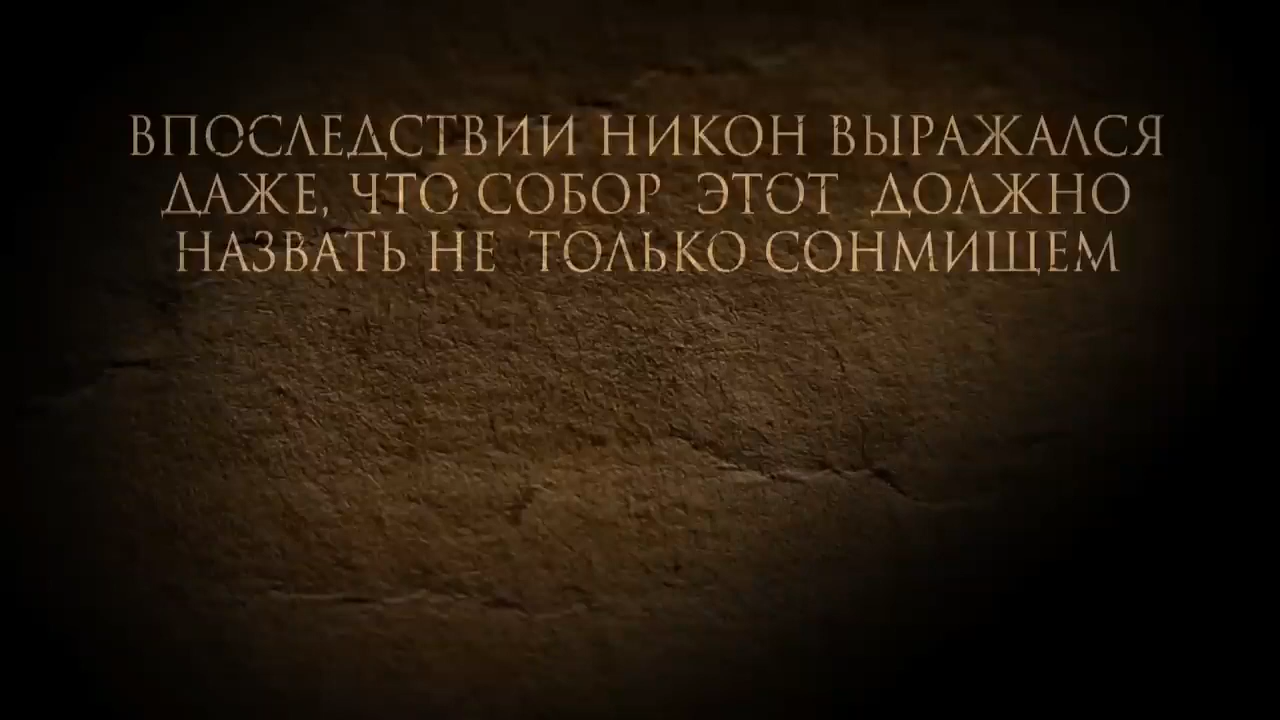 ВПОСЛЕДСТВИИ НИКОН ВЫРАЖАЛСЯ
ДАЖЕ, ЧТО СОБОР ЭТОТ ДОЛЖНО
НАЗВАТЬ НЕ ТОЛЬКО СОНМИЩЕМ